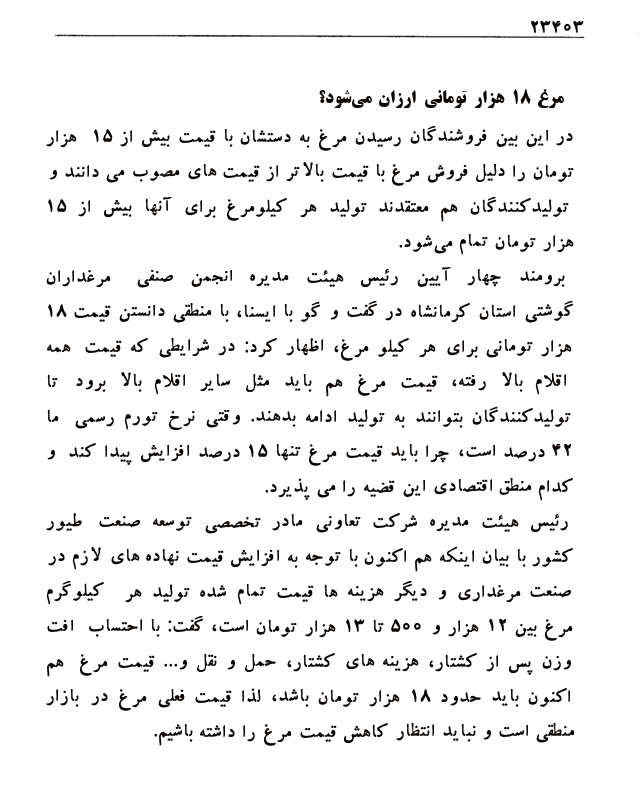 ۲۳۴۰۳
مرغ ۱۸ هزار تومانی ارزان می‌شود؟
در این بین فروشندگان رسیدن مرغ به دستشان با قیمت بیش از ۱۵ هزار
تومان را دلیل فروش مرغ با قیمت بالاتر از قیمت های مصوب می دانند و
تولیدکنندگان هم معتقدند تولید هر کیلومرغ برای آنها بیش از ۱۵
هزار تومان تمام می‌شود.
برومند چهار آیین رئیس هیئت مدیره انجمن صنفی مرغداران
گوشتی استان کرمانشاه در گفت و گو با ایسنا، با منطقی دانستن قیمت ۱۸
هزار تومانی برای هر کیلو مرغ، اظهار کرد: در شرایطی که قیمت همه
اقلام بالا رفته، قیمت مرغ هم باید مثل سایر اقلام بالا برود تا
تولیدکنندگان بتوانند به تولید ادامه بدهند. وقتی نرخ تورم رسمی ما
۴۲ درصد است، چرا باید قیمت مرغ تنها ۱۵ درصد افزایش پیدا کند و
کدام منطق اقتصادی این قضیه را می پذیرد.
رئیس هیئت مدیره شرکت تعاونی مادر تخصصی توسعه صنعت طیور
کشور با بیان اینکه هم اکنون با توجه به افزایش قیمت نهاده های لازم در
صنعت مرغداری و دیگر هزینه ها قیمت تمام شده تولید هر کیلوگرم
مرغ بین ۱۲ هزار و ۵۰۰ تا ۱۳ هزار تومان است، گفت: با احتساب افت
وزن پس از کشتار، هزینه های کشتار، حمل و نقل و... قیمت مرغ هم
اکنون باید حدود ۱۸ هزار تومان باشد، لذا قیمت فعلی مرغ در بازار
منطقی است و نباید انتظار کاهش قیمت مرغ را داشته باشیم.